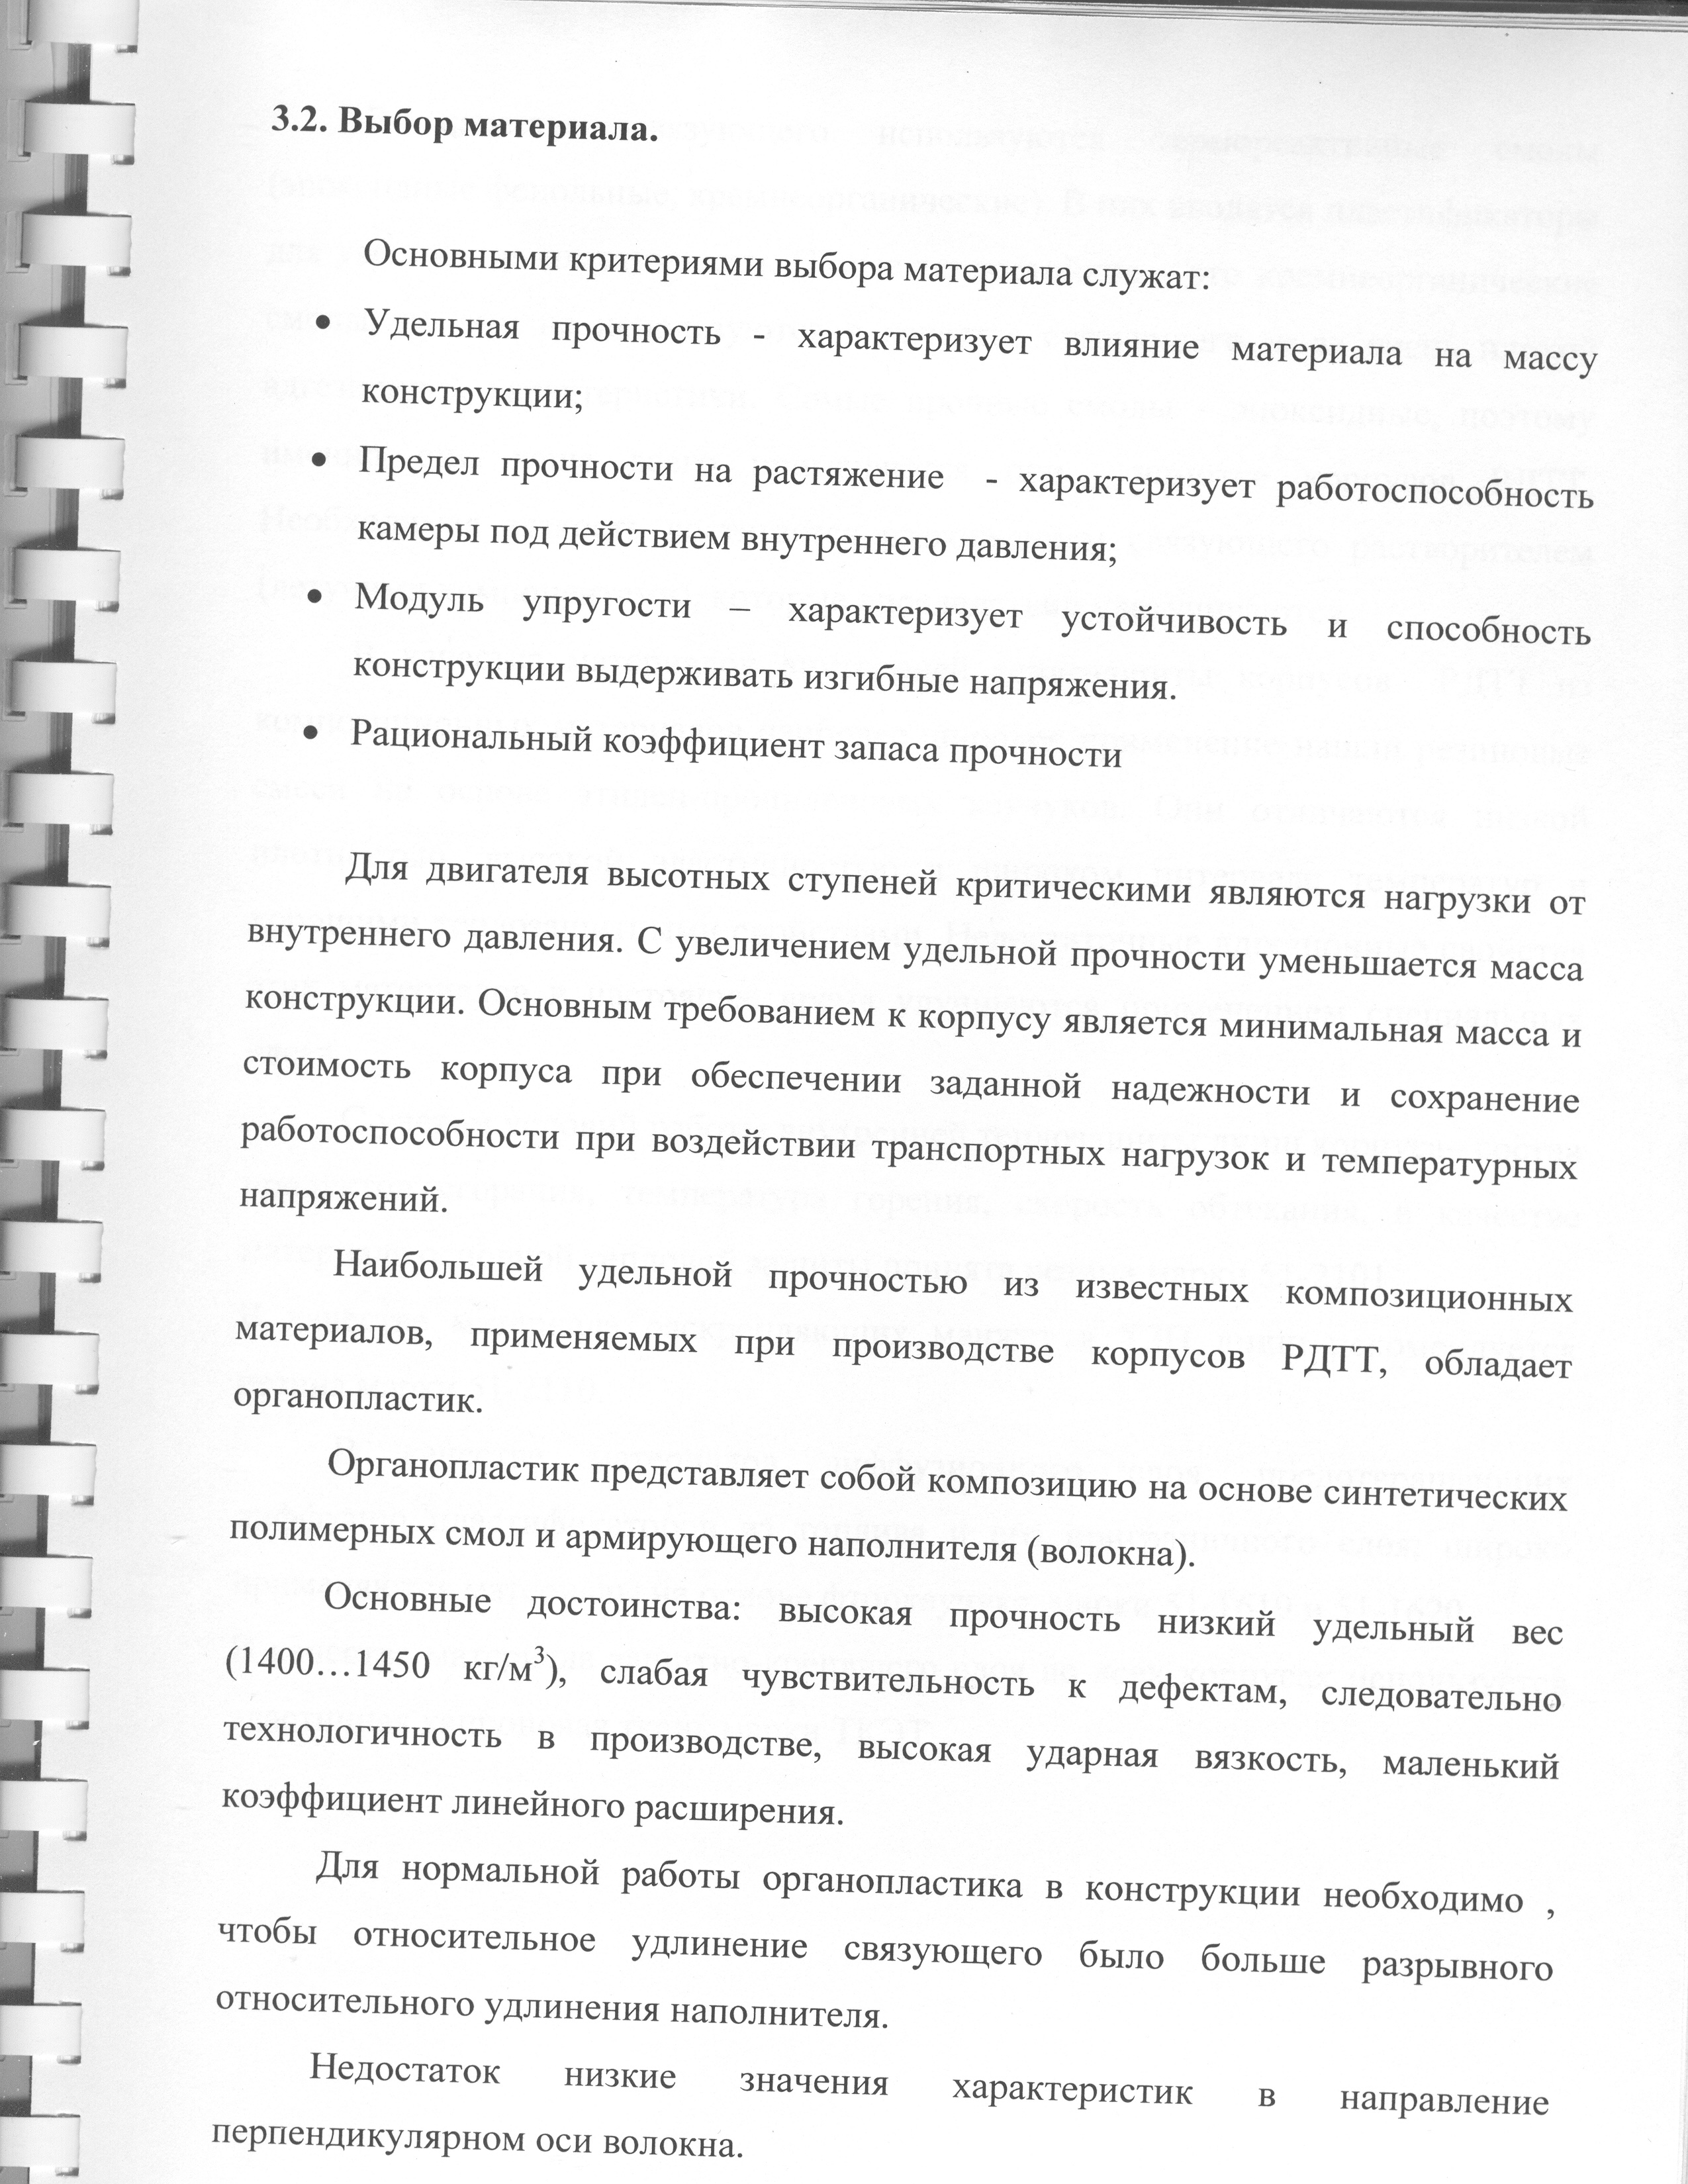 3.2. Выбор материала.
Основными критериями выбора материала служат:
• Удельная прочность - характеризует влияние материала на массу
конструкции;
• Предел прочности на растяжение - характеризует работоспособность
камеры под действием внутреннего давления;
• Модуль упругости – характеризует устойчивость и способность
конструкции выдерживать изгибные напряжения.
• Рациональный коэффициент запаса прочности
Для двигателя высотных ступеней критическими являются нагрузки от
внутреннего давления. С увеличением удельной прочности уменьшается масса
конструкции. Основным требованием к корпусу является минимальная масса и
стоимость корпуса при обеспечении заданной надежности и сохранение
работоспособности при воздействии транспортных нагрузок и температурных
напряжений.
Наибольшей удельной прочностью из известных композиционных
материалов, применяемых при производстве корпусов РДТТ, обладает
органопластик.
Органопластик представляет собой композицию на основе синтетических
полимерных смол и армирующего наполнителя (волокна).
Основные достоинства: высокая прочность низкий удельный вес
(1400…1450 кг/м³), слабая чувствительность к дефектам, следовательно
технологичность в производстве, высокая ударная вязкость, маленький
коэффициент линейного расширения.
Для нормальной работы органопластика в конструкции необходимо ,
чтобы относительное удлинение связующего было больше разрывного
относительного удлинения наполнителя.
Недостаток низкие значения характеристик в направление
перпендикулярном оси волокна.